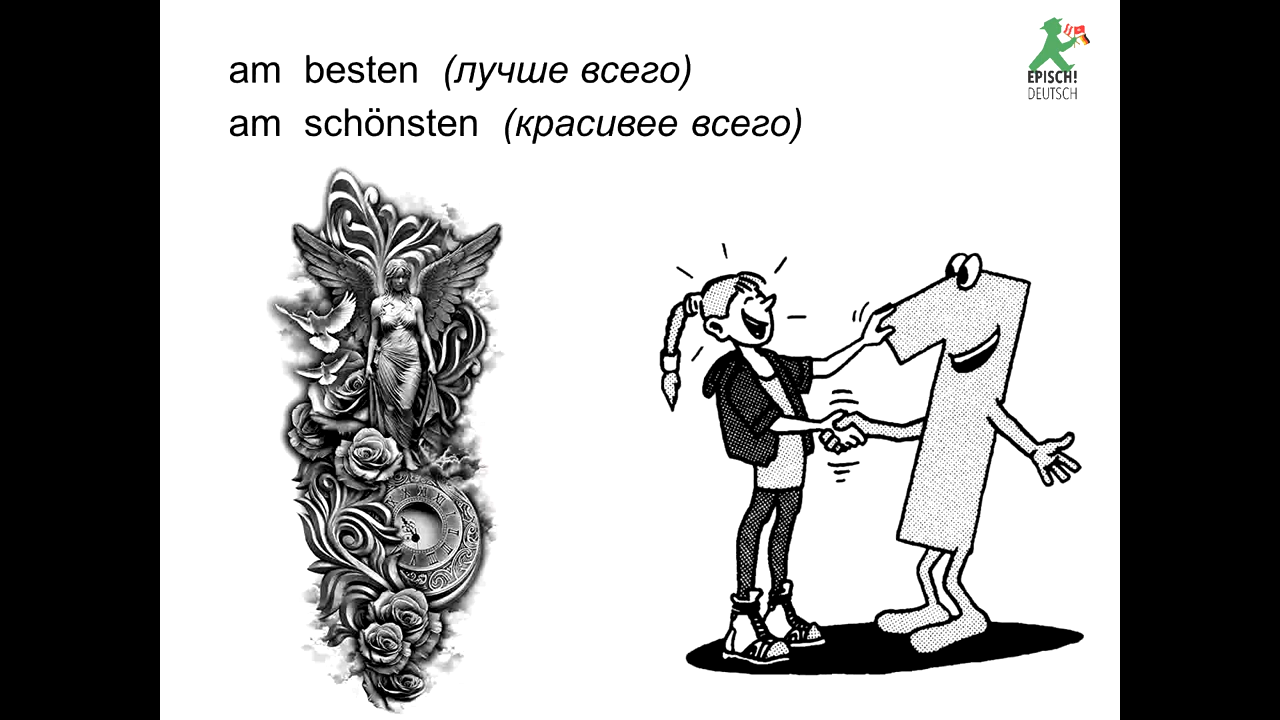 am besten (лучше всего)
am schönsten (красивее всего)
EPISCH!
DEUTSCH